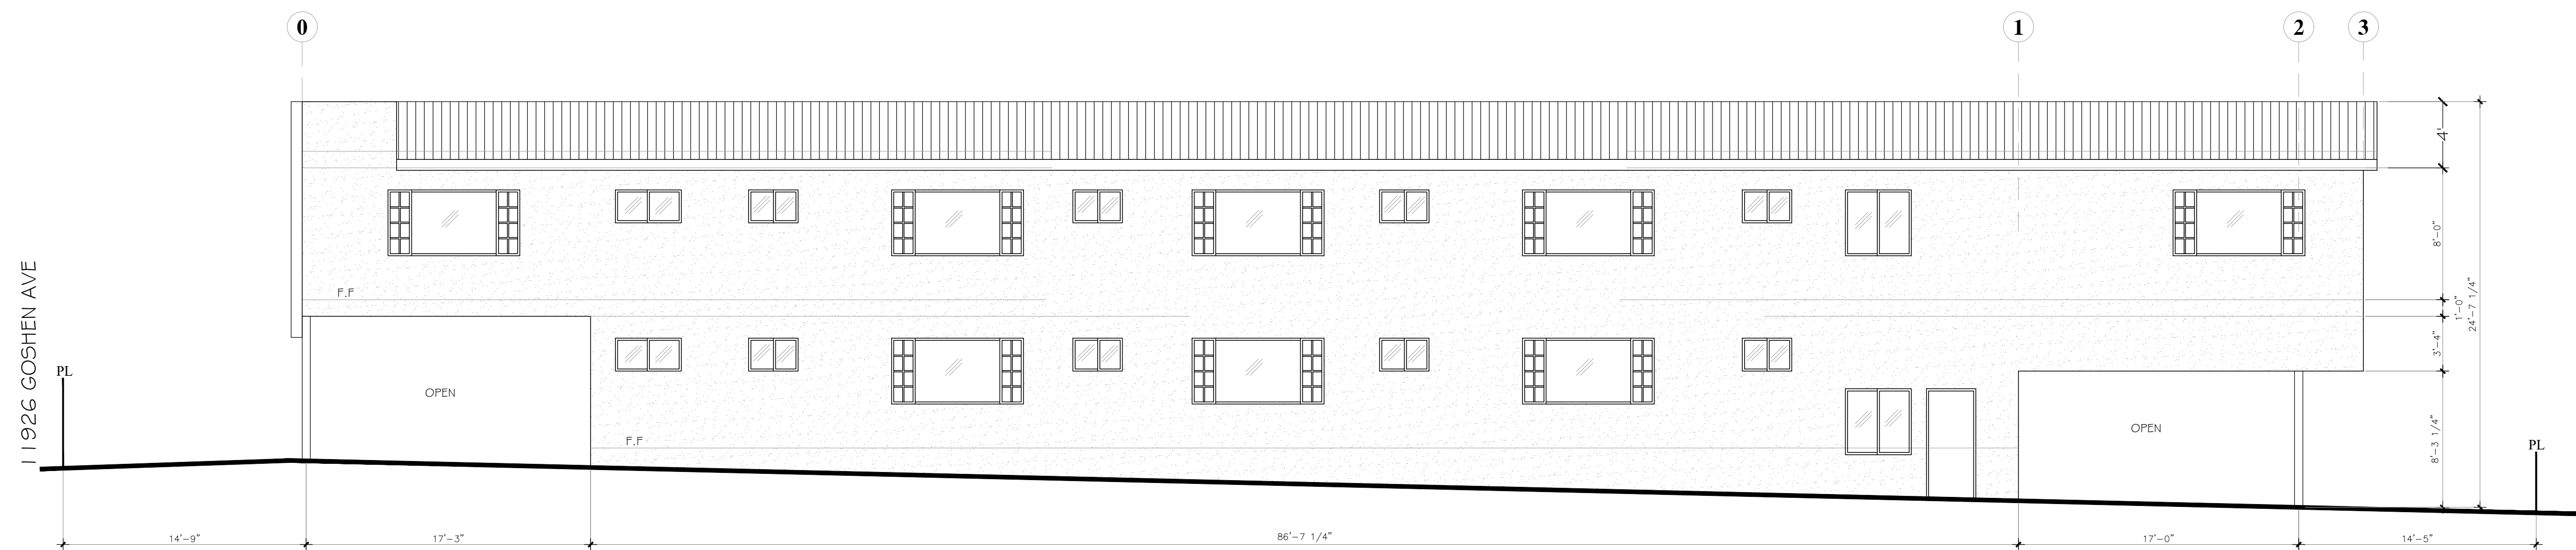 0
1
2
3
4'
8'-0"
F.F
1'-0"
24'-7 1/4"
3'-4"
11926 GOSHEN AVE
PL
OPEN
OPEN
F.F
8'-3 1/4"
PL
14'-9"
17'-3"
86'-7 1/4"
17'-0"
14'-5"